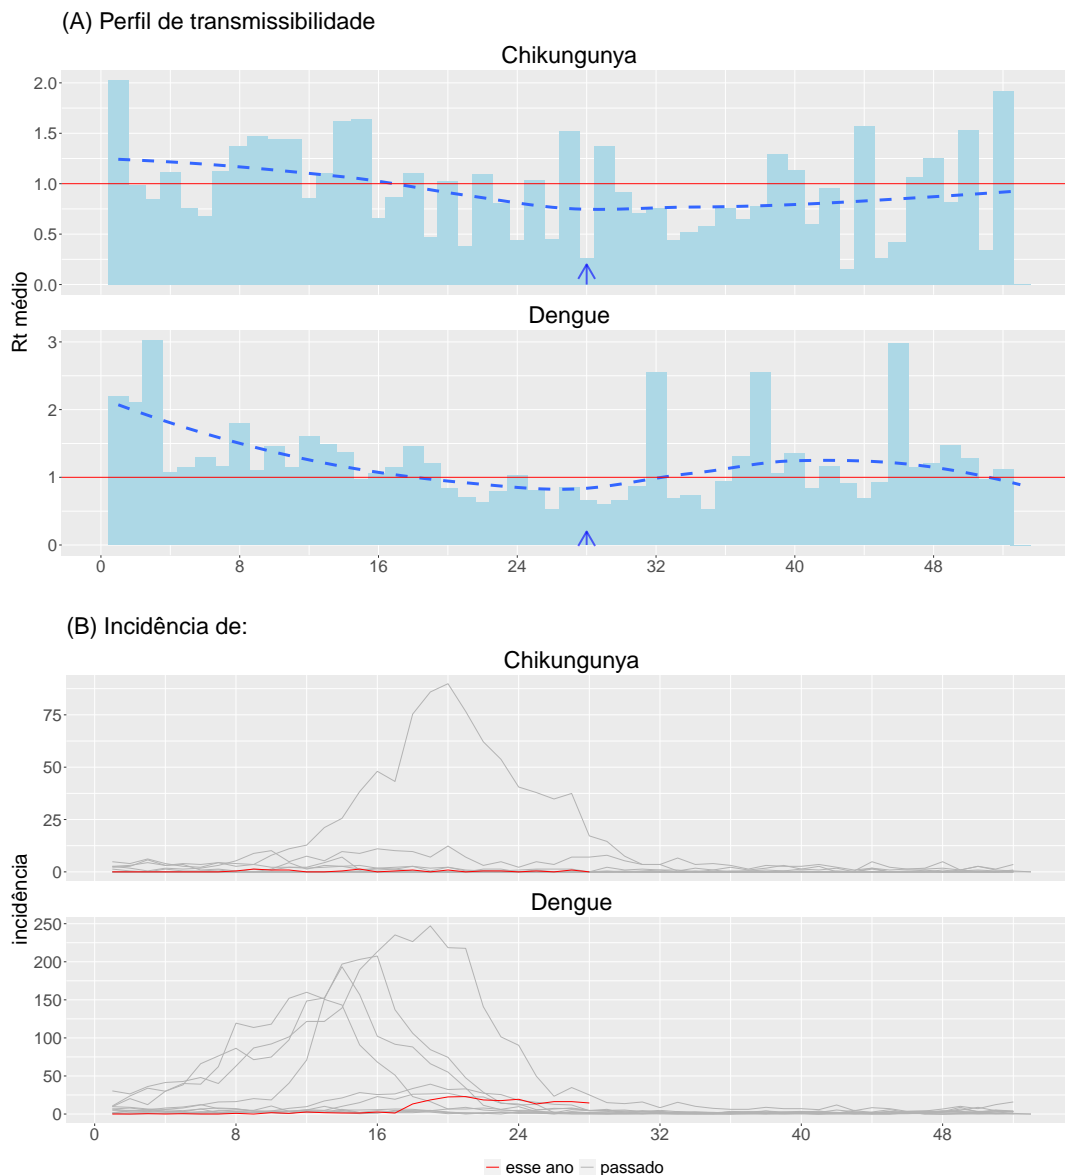 (A) Perfil de transmissibilidade
Chikungunya
2.0
1.5
1.0
0.5
0.0
Rt médio
Dengue
3
2
1
0
0 8 16 24 32 40 48
(B) Incidência de:
Chikungunya
75
50
25
0
incidência
Dengue
250
200
150
100
50
0
0 8 16 24 32 40 48
esse ano passado